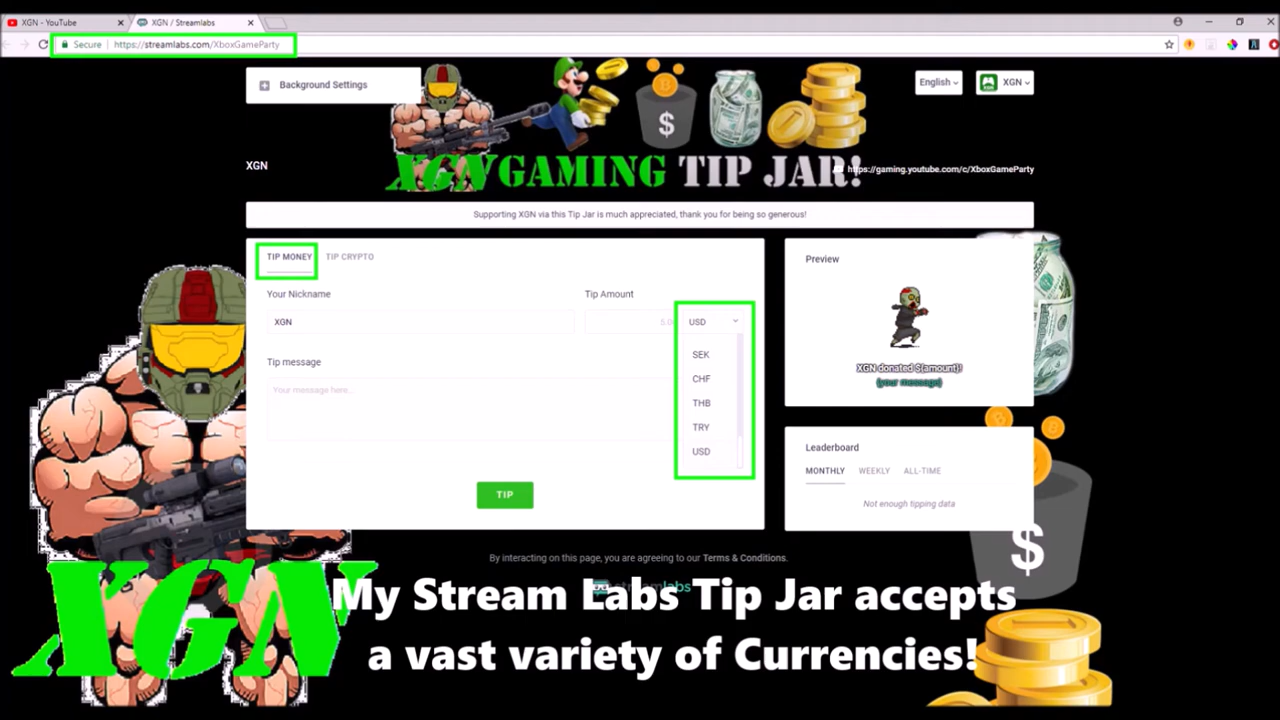 XGN - YouTube
XGN / Streamlabs
Secure
https://streamlabs.com/XboxGameParty
Background Settings
English
XGN
$
XGN
XGN GAMING TIP JAR!
https://gaming.youtube.com/c/XboxGameParty
Supporting XGN via this Tip Jar is much appreciated, thank you for being so generous!
TIP MONEY
TIP CRYPTO
Your Nickname
Tip Amount
XGN
5.00
USD
SEK
CHF
THB
TRY
USD
Tip message
Your message here...
TIP
Preview
XGN donated ${amount}!
{your message}
Leaderboard
MONTHLY
WEEKLY
ALL-TIME
Not enough tipping data
By interacting on this page, you are agreeing to our Terms & Conditions.
$
XGN
My Stream Labs Tip Jar accepts
a vast variety of Currencies!